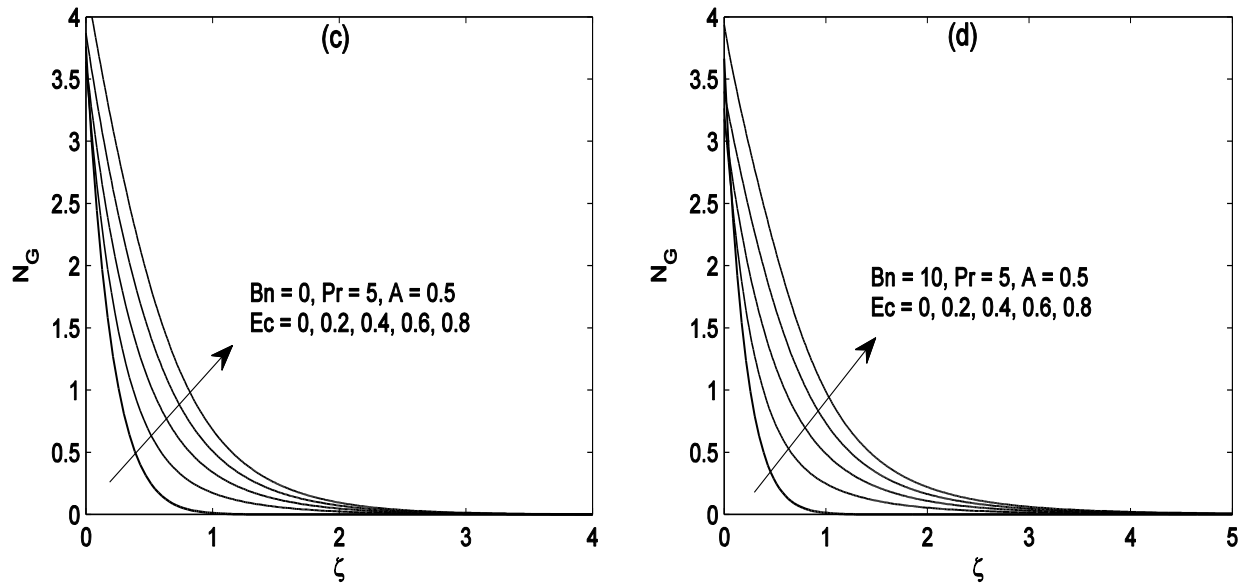 (c)
4
3.5
3
2.5
2
1.5
1
0.5
0
N_G
Bn = 0, Pr = 5, A = 0.5
Ec = 0, 0.2, 0.4, 0.6, 0.8
0 1 2 3 4
ζ
(d)
4
3.5
3
2.5
2
1.5
1
0.5
0
N_G
Bn = 10, Pr = 5, A = 0.5
Ec = 0, 0.2, 0.4, 0.6, 0.8
0 1 2 3 4 5
ζ